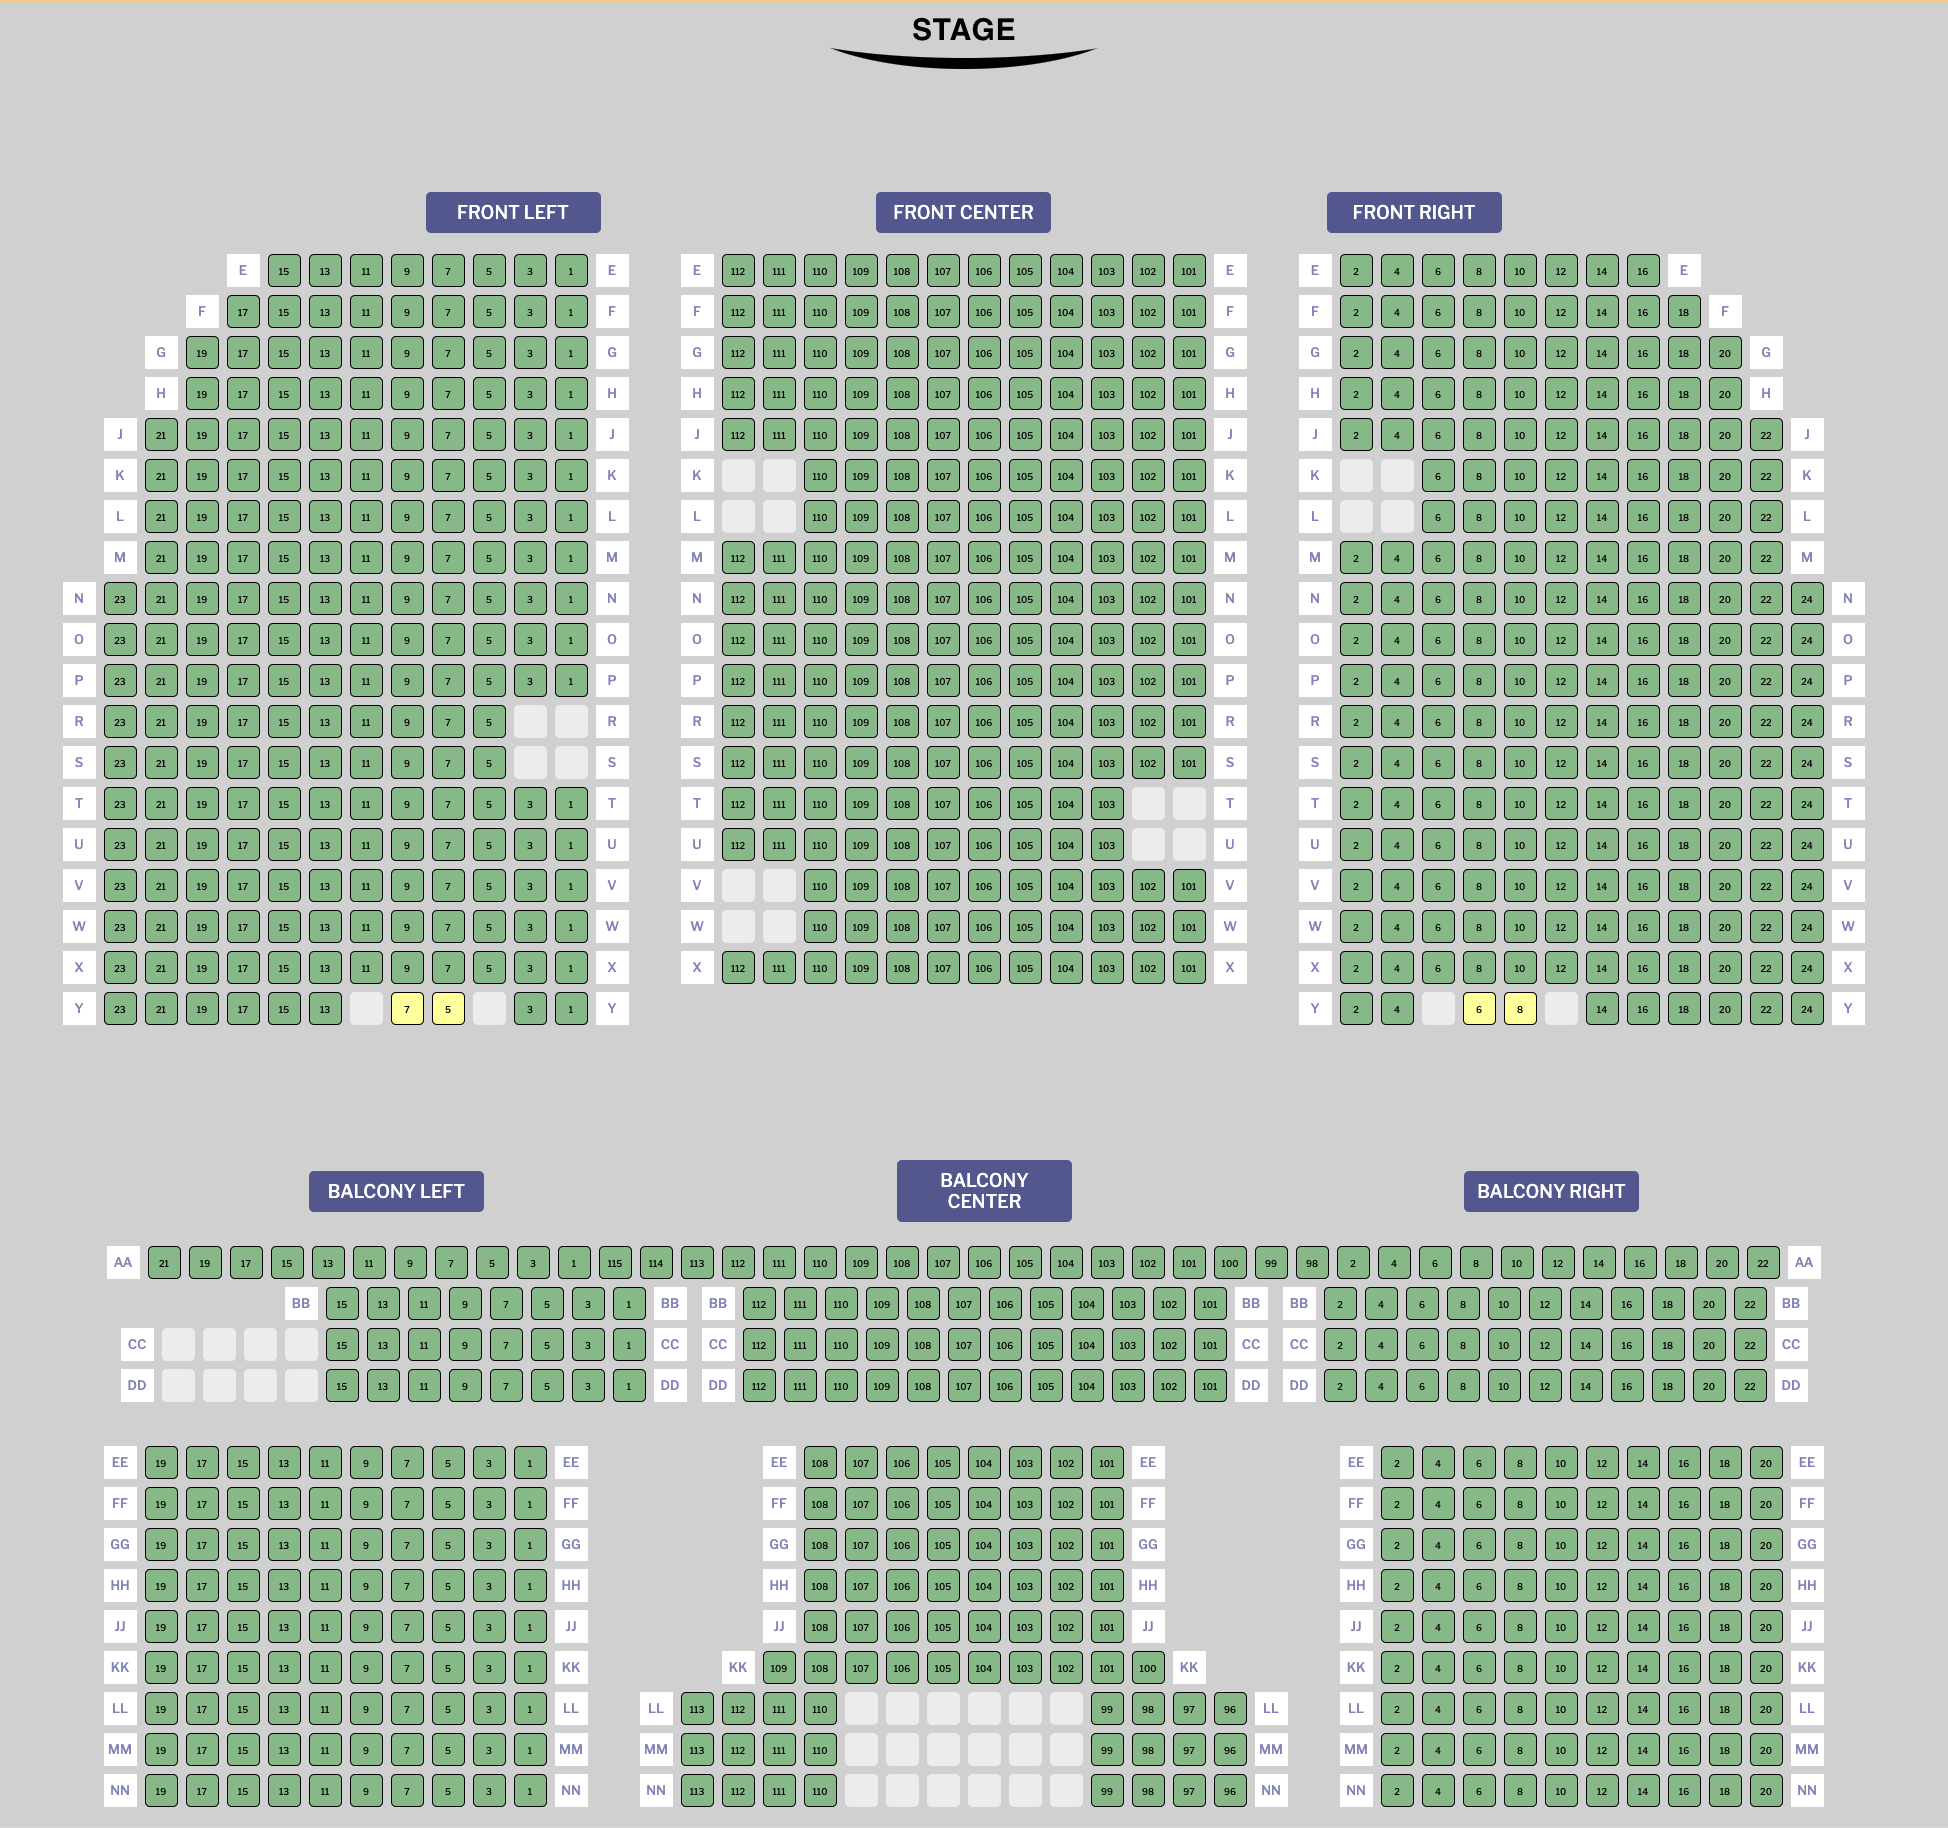 STAGE
FRONT LEFT FRONT CENTER FRONT RIGHT
E 15 13 11 9 7 5 3 1 E E 112 111 110 109 108 107 106 105 104 103 102 101 E E 2 4 6 8 10 12 14 16 E
F 17 15 13 11 9 7 5 3 1 F F 112 111 110 109 108 107 106 105 104 103 102 101 F F 2 4 6 8 10 12 14 16 18 F
G 19 17 15 13 11 9 7 5 3 1 G G 112 111 110 109 108 107 106 105 104 103 102 101 G G 2 4 6 8 10 12 14 16 18 20 G
H 19 17 15 13 11 9 7 5 3 1 H H 112 111 110 109 108 107 106 105 104 103 102 101 H H 2 4 6 8 10 12 14 16 18 20 H
J 21 19 17 15 13 11 9 7 5 3 1 J J 112 111 110 109 108 107 106 105 104 103 102 101 J J 2 4 6 8 10 12 14 16 18 20 22 J
K 21 19 17 15 13 11 9 7 5 3 1 K K 110 109 108 107 106 105 104 103 102 101 K K 6 8 10 12 14 16 18 20 22 K
L 21 19 17 15 13 11 9 7 5 3 1 L L 110 109 108 107 106 105 104 103 102 101 L L 6 8 10 12 14 16 18 20 22 L
M 21 19 17 15 13 11 9 7 5 3 1 M M 112 111 110 109 108 107 106 105 104 103 102 101 M M 2 4 6 8 10 12 14 16 18 20 22 M
N 23 21 19 17 15 13 11 9 7 5 3 1 N N 112 111 110 109 108 107 106 105 104 103 102 101 N N 2 4 6 8 10 12 14 16 18 20 22 24 N
O 23 21 19 17 15 13 11 9 7 5 3 1 O O 112 111 110 109 108 107 106 105 104 103 102 101 O O 2 4 6 8 10 12 14 16 18 20 22 24 O
P 23 21 19 17 15 13 11 9 7 5 3 1 P P 112 111 110 109 108 107 106 105 104 103 102 101 P P 2 4 6 8 10 12 14 16 18 20 22 24 P
R 23 21 19 17 15 13 11 9 7 5 R R 112 111 110 109 108 107 106 105 104 103 102 101 R R 2 4 6 8 10 12 14 16 18 20 22 24 R
S 23 21 19 17 15 13 11 9 7 5 S S 112 111 110 109 108 107 106 105 104 103 102 101 S S 2 4 6 8 10 12 14 16 18 20 22 24 S
T 23 21 19 17 15 13 11 9 7 5 3 1 T T 112 111 110 109 108 107 106 105 104 103 T T 2 4 6 8 10 12 14 16 18 20 22 24 T
U 23 21 19 17 15 13 11 9 7 5 3 1 U U 112 111 110 109 108 107 106 105 104 103 U U 2 4 6 8 10 12 14 16 18 20 22 24 U
V 23 21 19 17 15 13 11 9 7 5 3 1 V V 110 109 108 107 106 105 104 103 102 101 V V 2 4 6 8 10 12 14 16 18 20 22 24 V
W 23 21 19 17 15 13 11 9 7 5 3 1 W W 110 109 108 107 106 105 104 103 102 101 W W 2 4 6 8 10 12 14 16 18 20 22 24 W
X 23 21 19 17 15 13 11 9 7 5 3 1 X X 112 111 110 109 108 107 106 105 104 103 102 101 X X 2 4 6 8 10 12 14 16 18 20 22 24 X
Y 23 21 19 17 15 13 7 5 3 1 Y Y 2 4 6 8 14 16 18 20 22 24 Y
BALCONY LEFT BALCONY CENTER BALCONY RIGHT
AA 21 19 17 15 13 11 9 7 5 3 1 115 114 113 112 111 110 109 108 107 106 105 104 103 102 101 100 99 98 2 4 6 8 10 12 14 16 18 20 22 AA
BB 15 13 11 9 7 5 3 1 BB BB 112 111 110 109 108 107 106 105 104 103 102 101 BB BB 2 4 6 8 10 12 14 16 18 20 22 BB
CC 15 13 11 9 7 5 3 1 CC CC 112 111 110 109 108 107 106 105 104 103 102 101 CC CC 2 4 6 8 10 12 14 16 18 20 22 CC
DD 15 13 11 9 7 5 3 1 DD DD 112 111 110 109 108 107 106 105 104 103 102 101 DD DD 2 4 6 8 10 12 14 16 18 20 22 DD
EE 19 17 15 13 11 9 7 5 3 1 EE EE 108 107 106 105 104 103 102 101 EE EE 2 4 6 8 10 12 14 16 18 20 EE
FF 19 17 15 13 11 9 7 5 3 1 FF FF 108 107 106 105 104 103 102 101 FF FF 2 4 6 8 10 12 14 16 18 20 FF
GG 19 17 15 13 11 9 7 5 3 1 GG GG 108 107 106 105 104 103 102 101 GG GG 2 4 6 8 10 12 14 16 18 20 GG
HH 19 17 15 13 11 9 7 5 3 1 HH HH 108 107 106 105 104 103 102 101 HH HH 2 4 6 8 10 12 14 16 18 20 HH
JJ 19 17 15 13 11 9 7 5 3 1 JJ JJ 108 107 106 105 104 103 102 101 JJ JJ 2 4 6 8 10 12 14 16 18 20 JJ
KK 19 17 15 13 11 9 7 5 3 1 KK KK 109 108 107 106 105 104 103 102 101 100 KK KK 2 4 6 8 10 12 14 16 18 20 KK
LL 19 17 15 13 11 9 7 5 3 1 LL LL 113 112 111 110 99 98 97 96 LL LL 2 4 6 8 10 12 14 16 18 20 LL
MM 19 17 15 13 11 9 7 5 3 1 MM MM 113 112 111 110 99 98 97 96 MM MM 2 4 6 8 10 12 14 16 18 20 MM
NN 19 17 15 13 11 9 7 5 3 1 NN NN 113 112 111 110 99 98 97 96 NN NN 2 4 6 8 10 12 14 16 18 20 NN